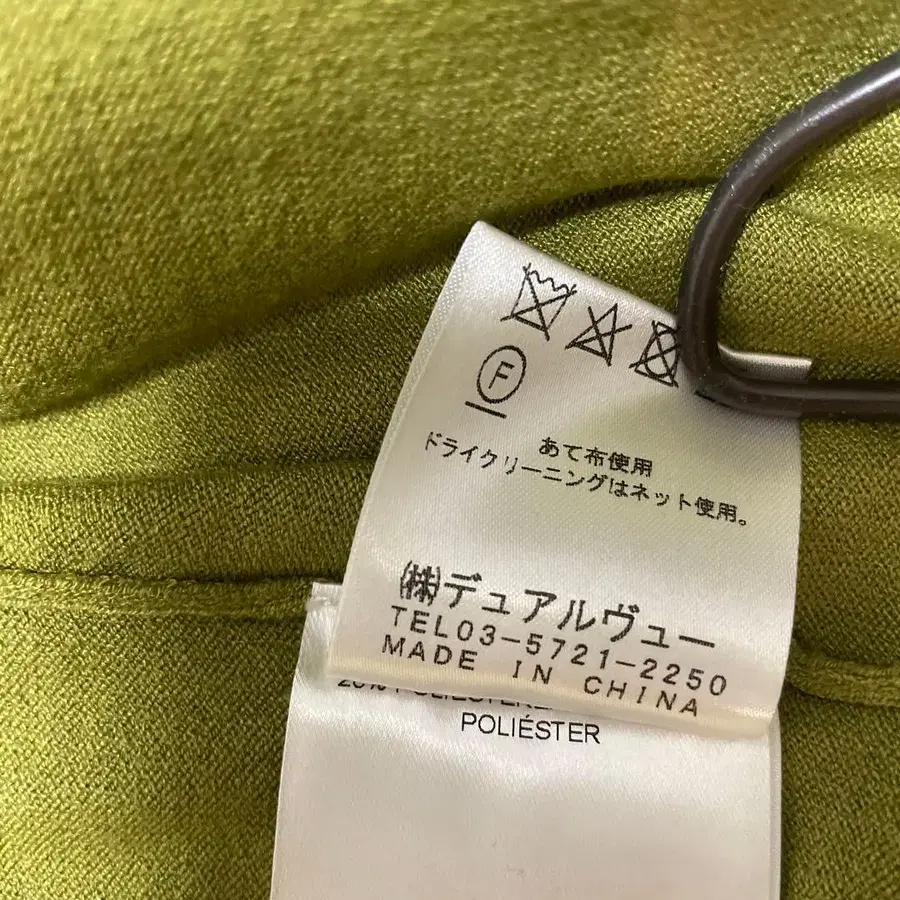 F
あて布使用
ドライクリーニングはネット使用。
㈱デュアルヴュー
TEL03-5721-2250
MADE IN CHINA
POLIÉSTER